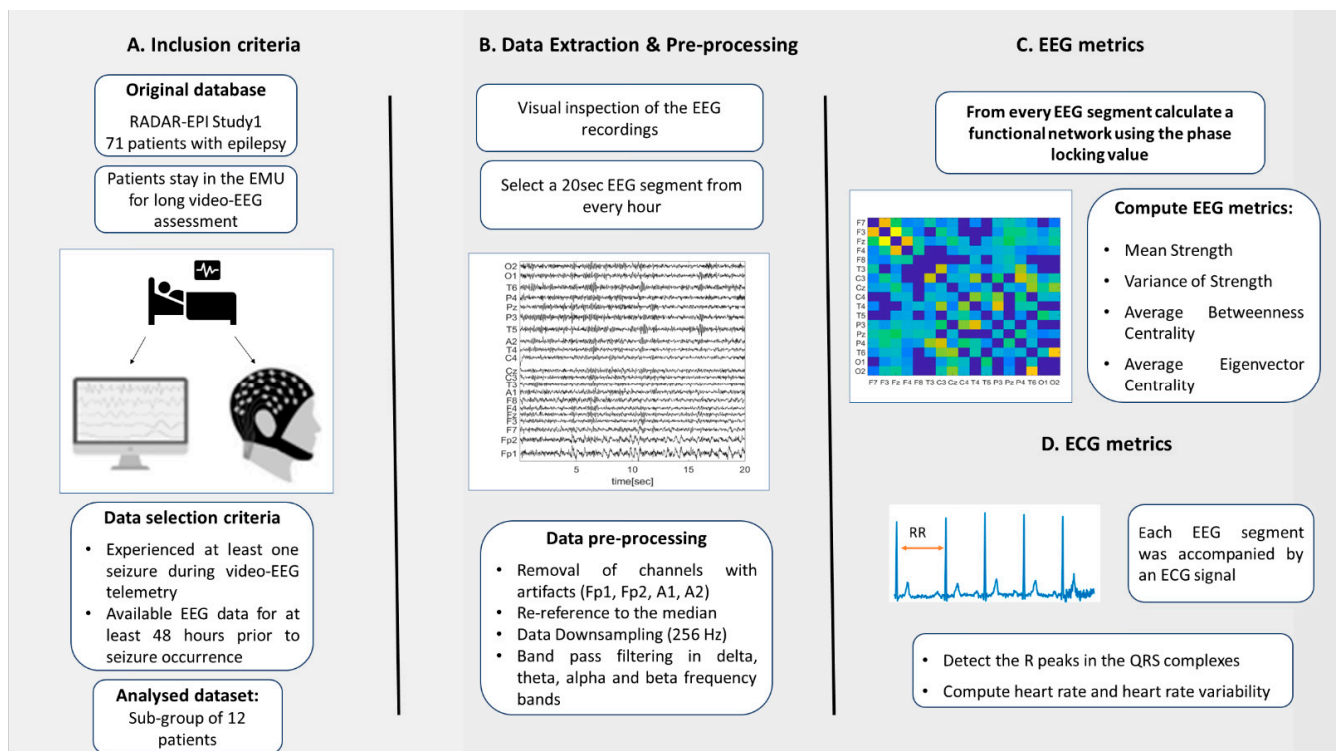 A. Inclusion criteria
Original database
RADAR-EPI Study1
71 patients with epilepsy
Patients stay in the EMU
for long video-EEG
assessment
Data selection criteria
• Experienced at least one
seizure during video-EEG
telemetry
• Available EEG data for at
least 48 hours prior to
seizure occurrence
Analysed dataset:
Sub-group of 12
patients
B. Data Extraction & Pre-processing
Visual inspection of the EEG
recordings
Select a 20sec EEG segment from
every hour
O2
O1
T6
P4
Pz
P3
T5
A2
T4
C4
Cz
C3
T3
A1
F8
F4
Fz
F3
F7
Fp2
Fp1
5 10 15 20
time[sec]
Data pre-processing
• Removal of channels with
artifacts (Fp1, Fp2, A1, A2)
• Re-reference to the median
• Data Downsampling (256 Hz)
• Band pass filtering in delta,
theta, alpha and beta frequency
bands
C. EEG metrics
From every EEG segment calculate a
functional network using the phase
locking value
F7
F3
Fz
F4
F8
T3
C3
Cz
C4
T4
T5
P3
Pz
P4
T6
O1
O2
F7 F3 Fz F4 F8 T3 C3 Cz C4 T4 T5 P3 Pz P4 T6 O1 O2
Compute EEG metrics:
• Mean Strength
• Variance of Strength
• Average Betweenness
Centrality
• Average Eigenvector
Centrality
D. ECG metrics
RR
Each EEG segment
was accompanied by
an ECG signal
• Detect the R peaks in the QRS complexes
• Compute heart rate and heart rate variability